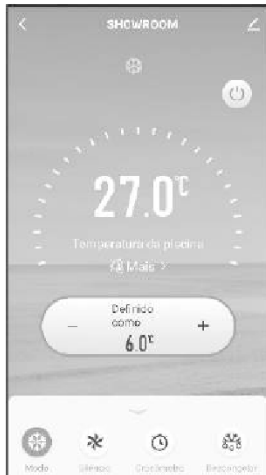 SHOWROOM
27.0℃
Temperatura da piscina
Mais >
Definido
como
− 6.0℃ +
Modo
Silêncio
Cronômetro
Descongelar